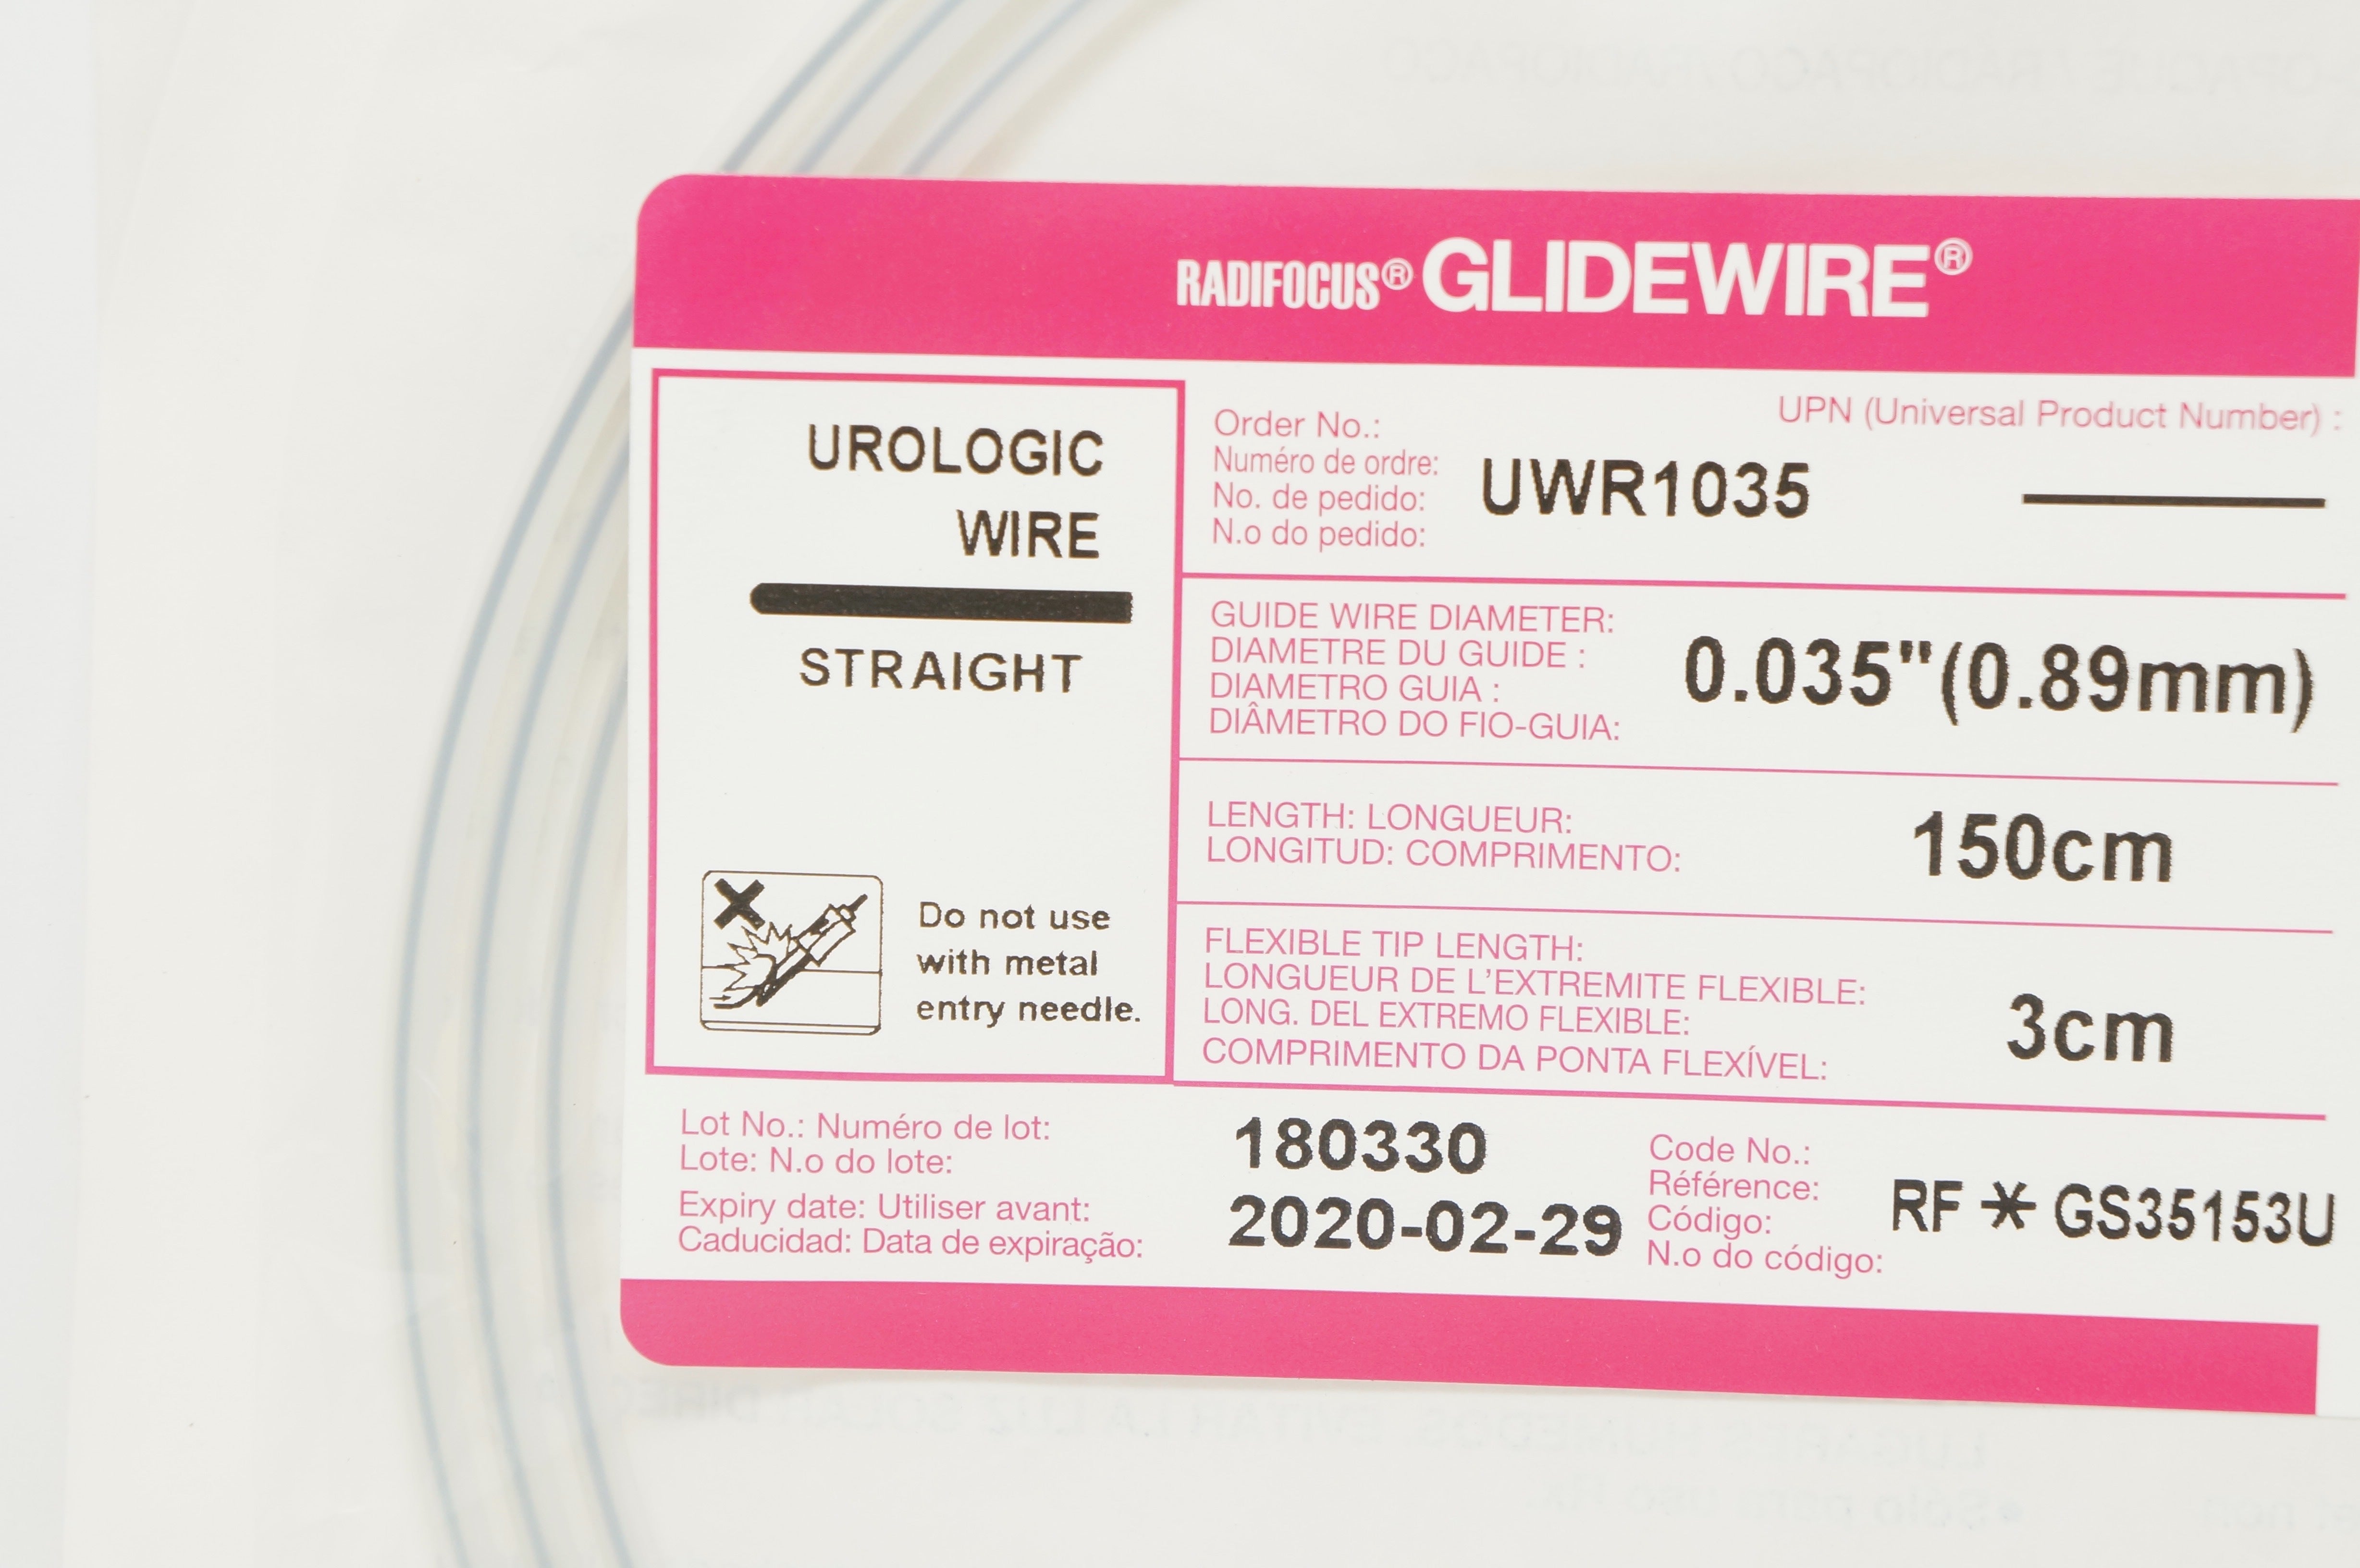 RADIFOCUS® GLIDEWIRE®
UROLOGIC
WIRE
STRAIGHT
Do not use
with metal
entry needle.
Order No.:
Numéro de ordre:
No. de pedido:
N.o do pedido:
UWR1035
UPN (Universal Product Number) :
GUIDE WIRE DIAMETER:
DIAMETRE DU GUIDE :
DIAMETRO GUIA :
DIÂMETRO DO FIO-GUIA:
0.035"(0.89mm)
LENGTH: LONGUEUR:
LONGITUD: COMPRIMENTO:
150cm
FLEXIBLE TIP LENGTH:
LONGUEUR DE L'EXTREMITE FLEXIBLE:
LONG. DEL EXTREMO FLEXIBLE:
COMPRIMENTO DA PONTA FLEXÍVEL:
3cm
Lot No.: Numéro de lot:
Lote: N.o do lote:
180330
Expiry date: Utiliser avant:
Caducidad: Data de expiração:
2020-02-29
Code No.:
Référence:
Código:
N.o do código:
RF * GS35153U